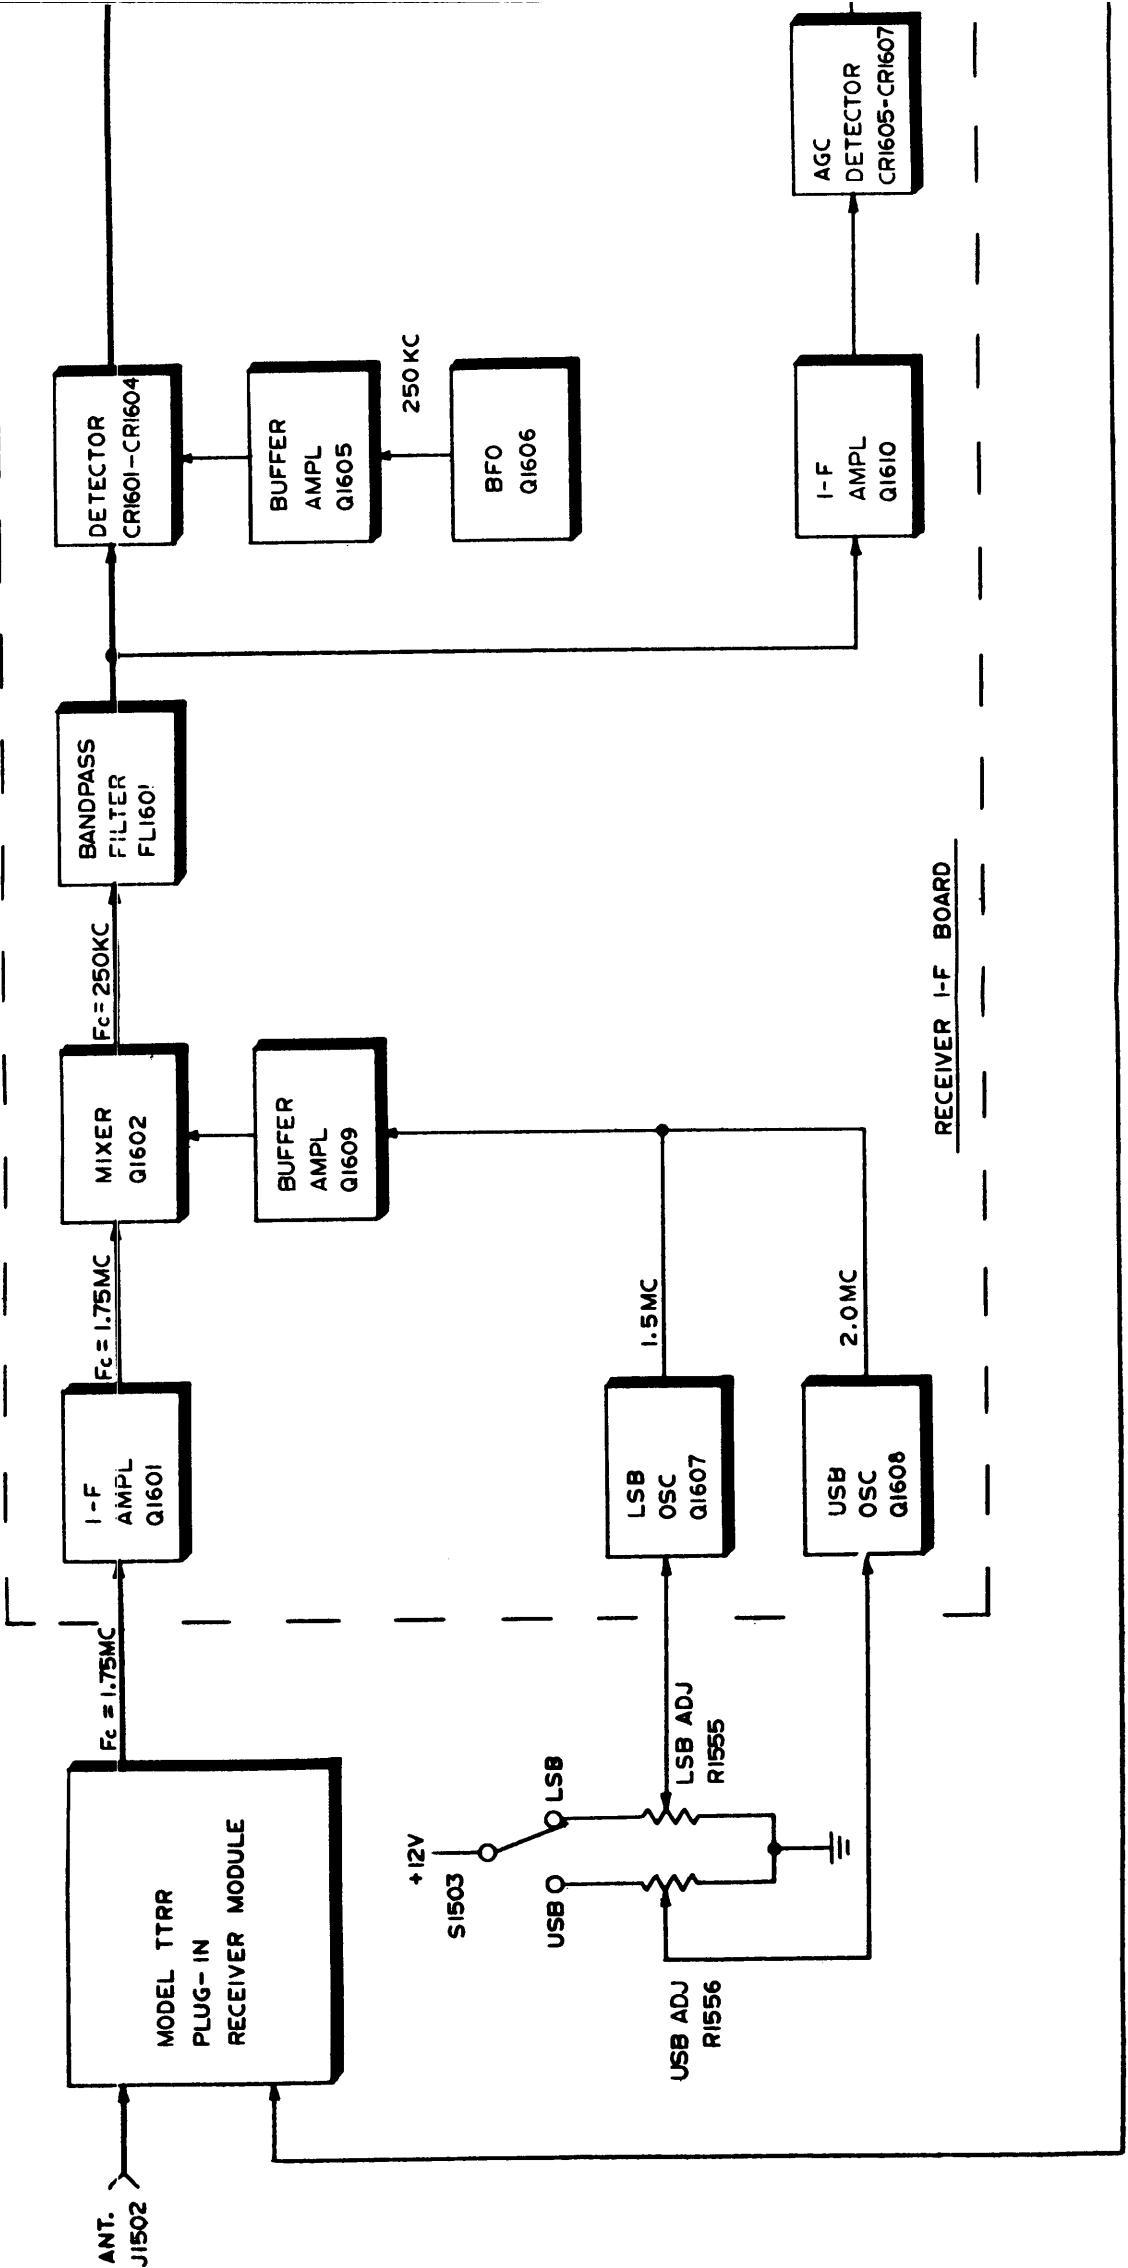 ANT.
J1502
MODEL TTRR
PLUG-IN
RECEIVER MODULE
Fc = 1.75MC
I-F
AMPL
Q1601
Fc = 1.75MC
MIXER
Q1602
Fc = 250KC
BANDPASS
FILTER
FL1601
DETECTOR
CR1601-CR1604
BUFFER
AMPL
Q1609
BUFFER
AMPL
Q1605
250KC
BFO
Q1606
+12V
S1503
USB
LSB
LSB ADJ
R1555
USB ADJ
R1556
LSB
OSC
Q1607
1.5MC
USB
OSC
Q1608
2.0MC
I-F
AMPL
Q1610
AGC
DETECTOR
CR1605-CR1607
RECEIVER I-F BOARD